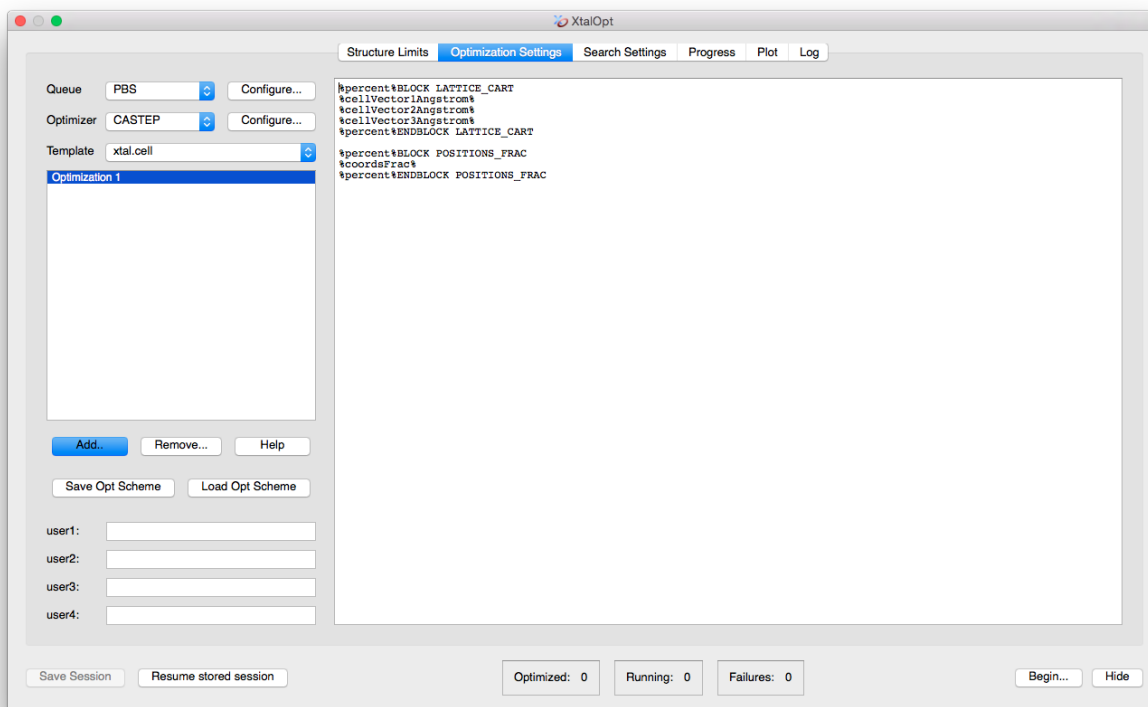 XtalOpt
Structure Limits Optimization Settings Search Settings Progress Plot Log
Queue PBS Configure...
Optimizer CASTEP Configure...
Template xtal.cell
Optimization 1
%percent%BLOCK LATTICE_CART
%cellVector1Angstrom%
%cellVector2Angstrom%
%cellVector3Angstrom%
%percent%ENDBLOCK LATTICE_CART
%percent%BLOCK POSITIONS_FRAC
%coordsFrac%
%percent%ENDBLOCK POSITIONS_FRAC
Add.. Remove... Help
Save Opt Scheme Load Opt Scheme
user1:
user2:
user3:
user4:
Save Session Resume stored session Optimized: 0 Running: 0 Failures: 0 Begin... Hide